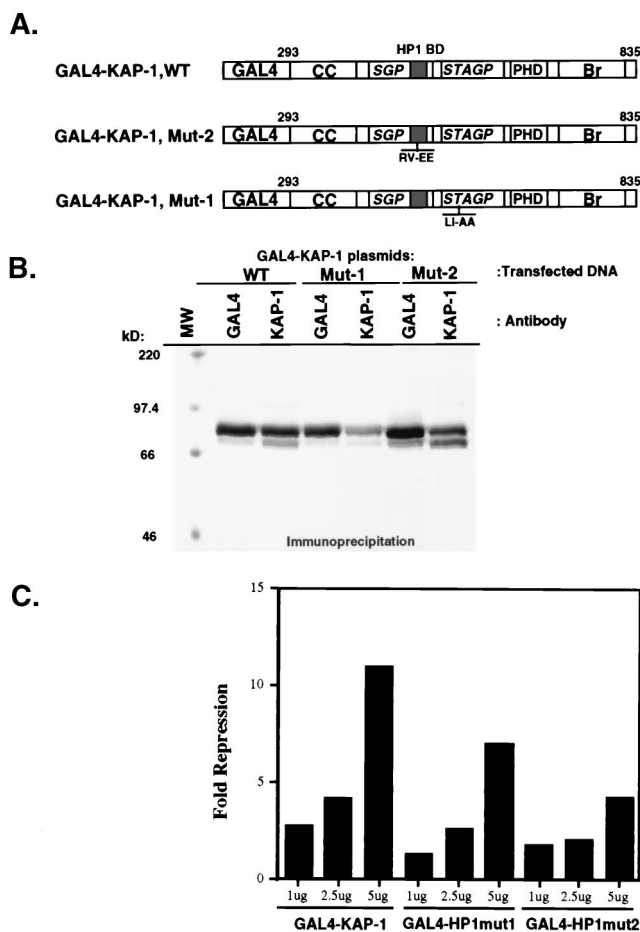 A.
293 HP1 BD 835
GAL4-KAP-1,WT GAL4 CC SGP STAGP PHD Br
293 835
GAL4-KAP-1, Mut-2 GAL4 CC SGP STAGP PHD Br
RV-EE
293 835
GAL4-KAP-1, Mut-1 GAL4 CC SGP STAGP PHD Br
LI-AA
B.
GAL4-KAP-1 plasmids:
WT Mut-1 Mut-2 :Transfected DNA
MW GAL4 KAP-1 GAL4 KAP-1 GAL4 KAP-1 : Antibody
kD:
220
97.4
66
46
Immunoprecipitation
C.
15
10
5
0
Fold Repression
1ug 2.5ug 5ug 1ug 2.5ug 5ug 1ug 2.5ug 5ug
GAL4-KAP-1 GAL4-HP1mut1 GAL4-HP1mut2